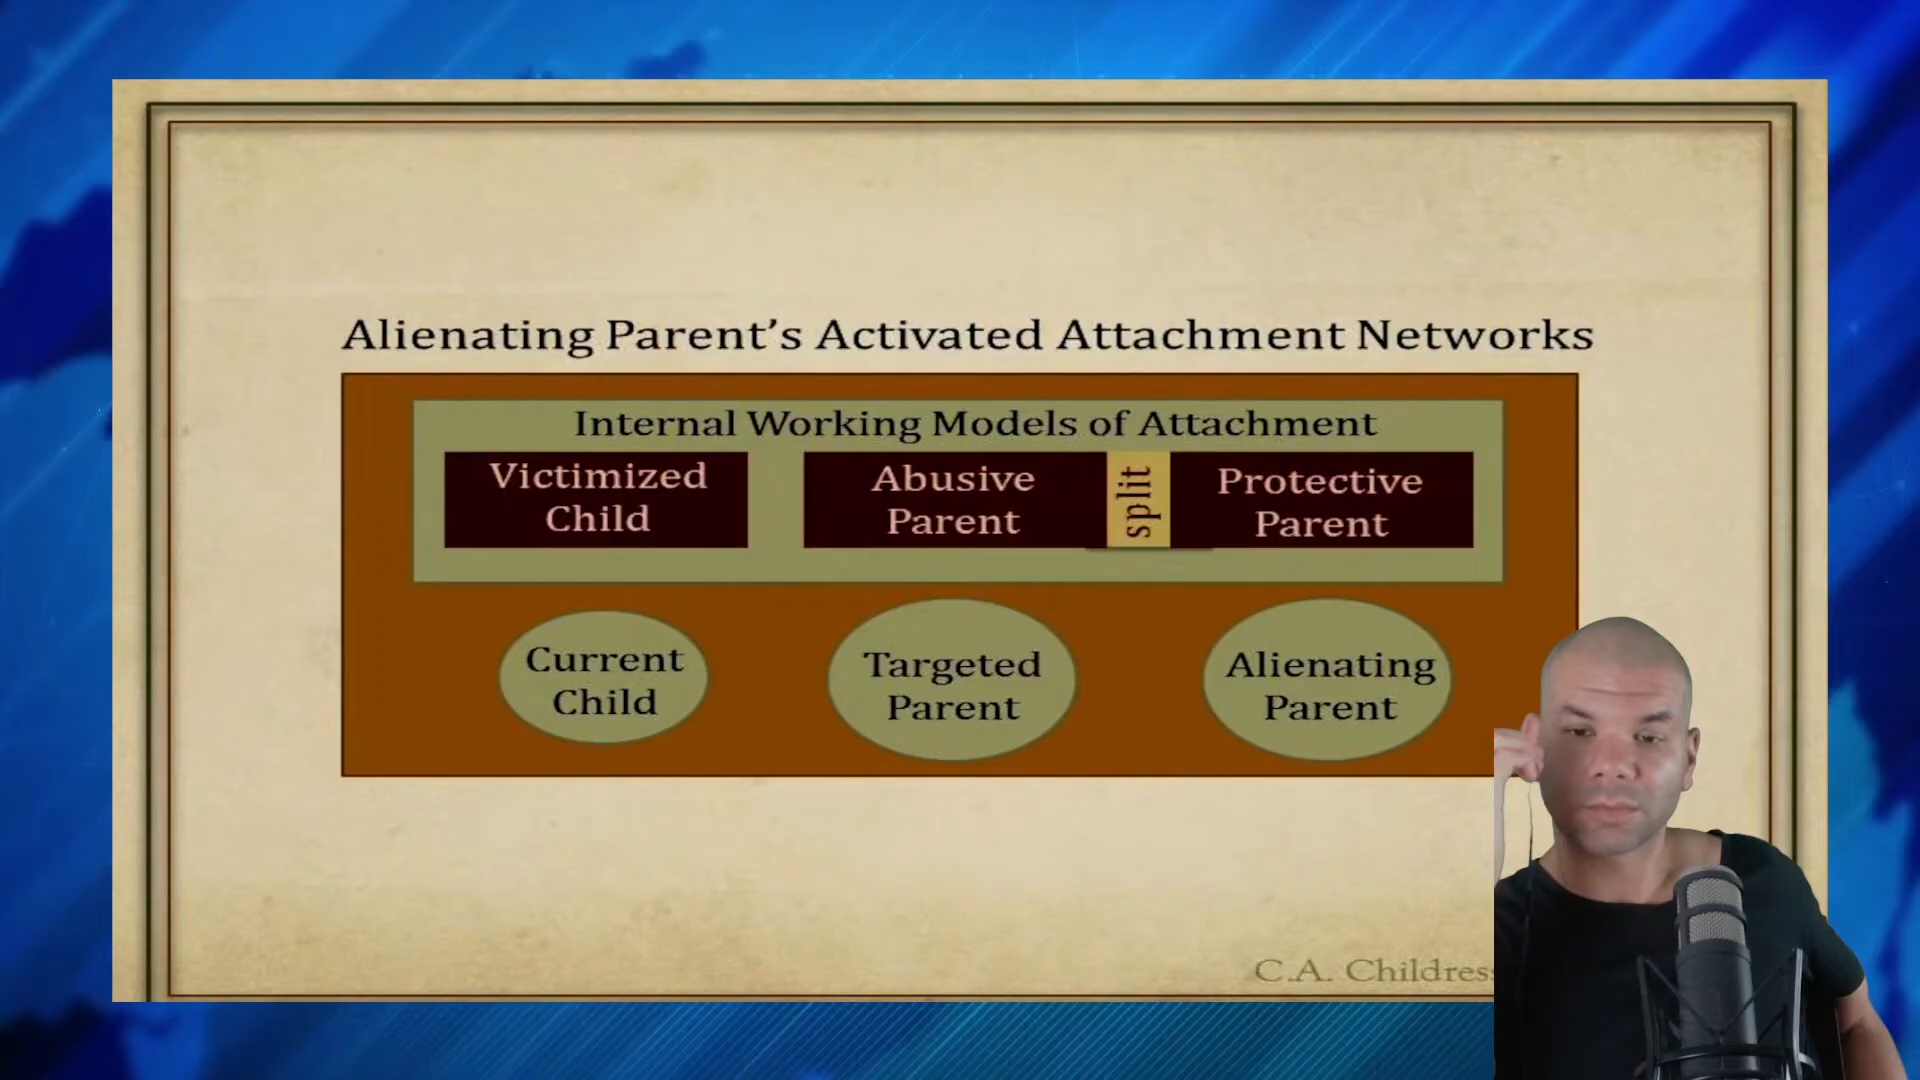 Alienating Parent's Activated Attachment Networks
Internal Working Models of Attachment
Victimized
Child
Abusive
Parent
split
Protective
Parent
Current
Child
Targeted
Parent
Alienating
Parent
C.A. Childress